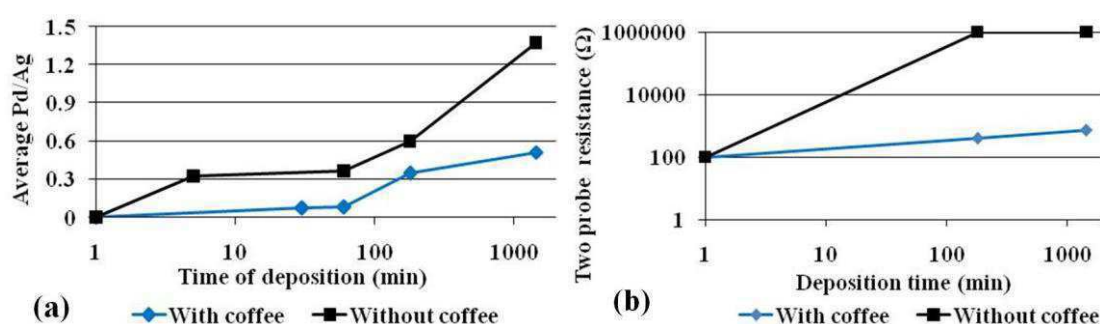 Average Pd/Ag
1.5
1.2
0.9
0.6
0.3
0
1 10 100 1000
Time of deposition (min)
(a)
With coffee Without coffee
Two probe resistance (Ω)
1000000
10000
100
1
1 10 100 1000
Deposition time (min)
(b)
With coffee Without coffee